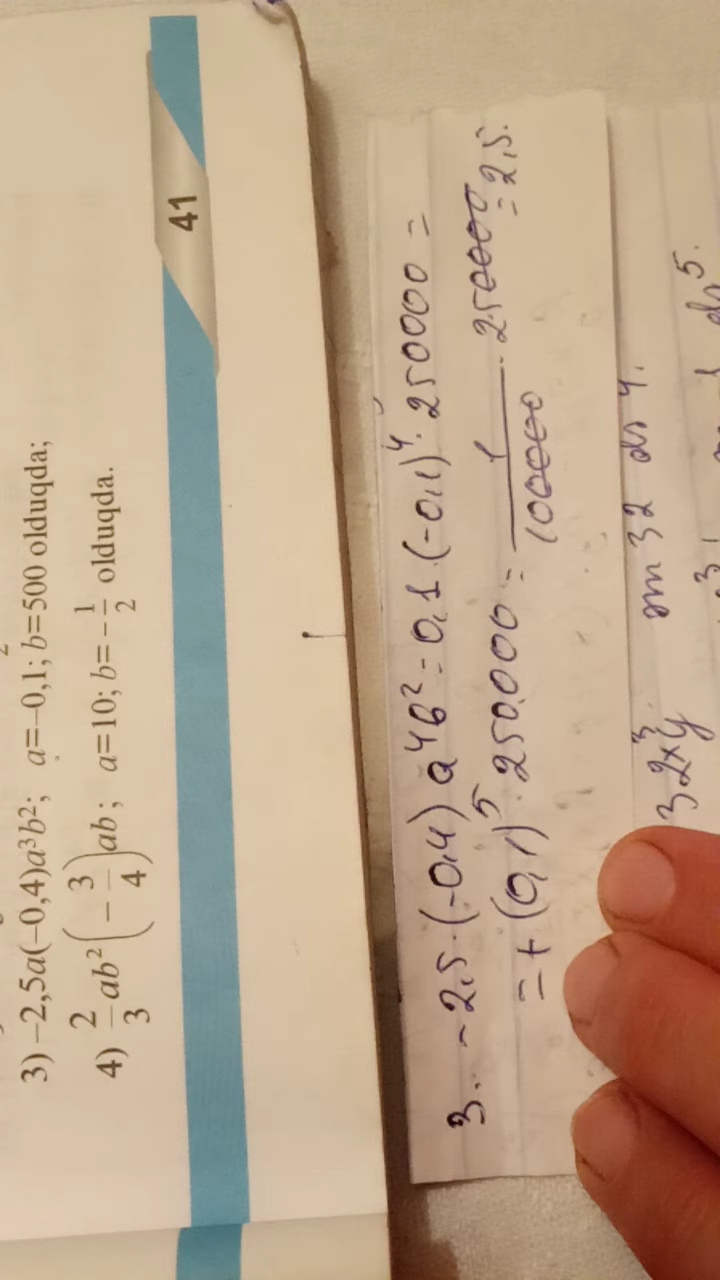 3) −2,5a(−0,4)a³b²; a=−0,1; b=500 olduqda;
4) 2/3 ab² (−3/4) ab; a=10; b=−1/2 olduqda.
41
3. −2,5·(−0,4) a⁴b² = 0,1·(−0,1)⁴·250000 =
= + (0,1)⁵·250000 = 1/100000 · 250000 = 2,5.
32x³y